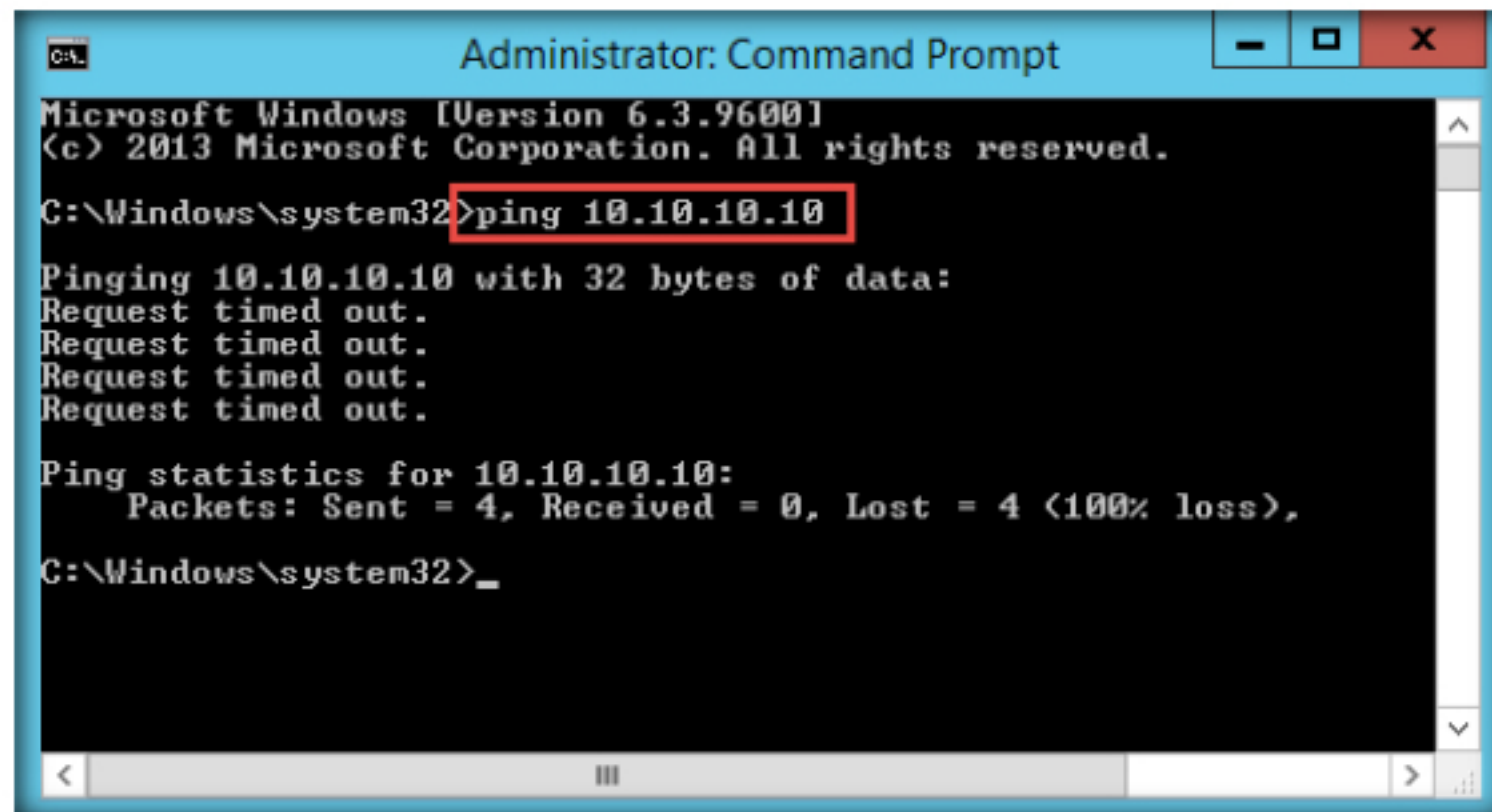 Administrator: Command Prompt
Microsoft Windows [Version 6.3.9600]
(c) 2013 Microsoft Corporation. All rights reserved.
C:\Windows\system32>ping 10.10.10.10
Pinging 10.10.10.10 with 32 bytes of data:
Request timed out.
Request timed out.
Request timed out.
Request timed out.
Ping statistics for 10.10.10.10:
Packets: Sent = 4, Received = 0, Lost = 4 (100% loss),
C:\Windows\system32>_